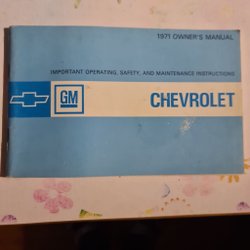 1971 OWNER'S MANUAL
IMPORTANT OPERATING, SAFETY, AND MAINTENANCE INSTRUCTIONS
GM
CHEVROLET